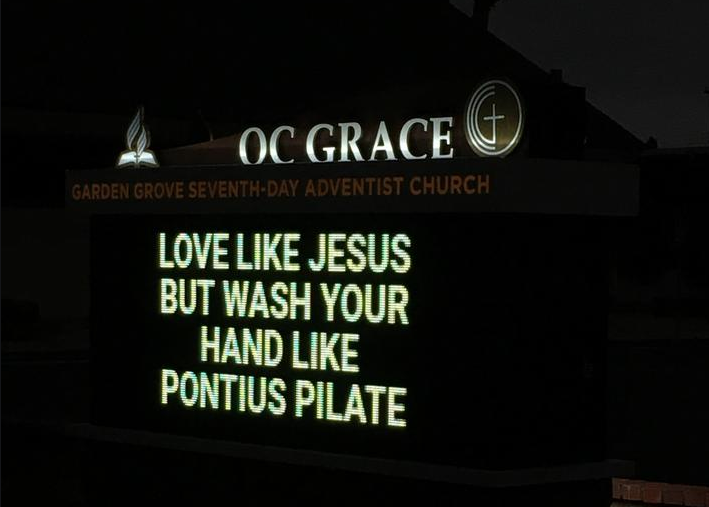 OC GRACE
GARDEN GROVE SEVENTH-DAY ADVENTIST CHURCH
LOVE LIKE JESUS
BUT WASH YOUR
HAND LIKE
PONTIUS PILATE